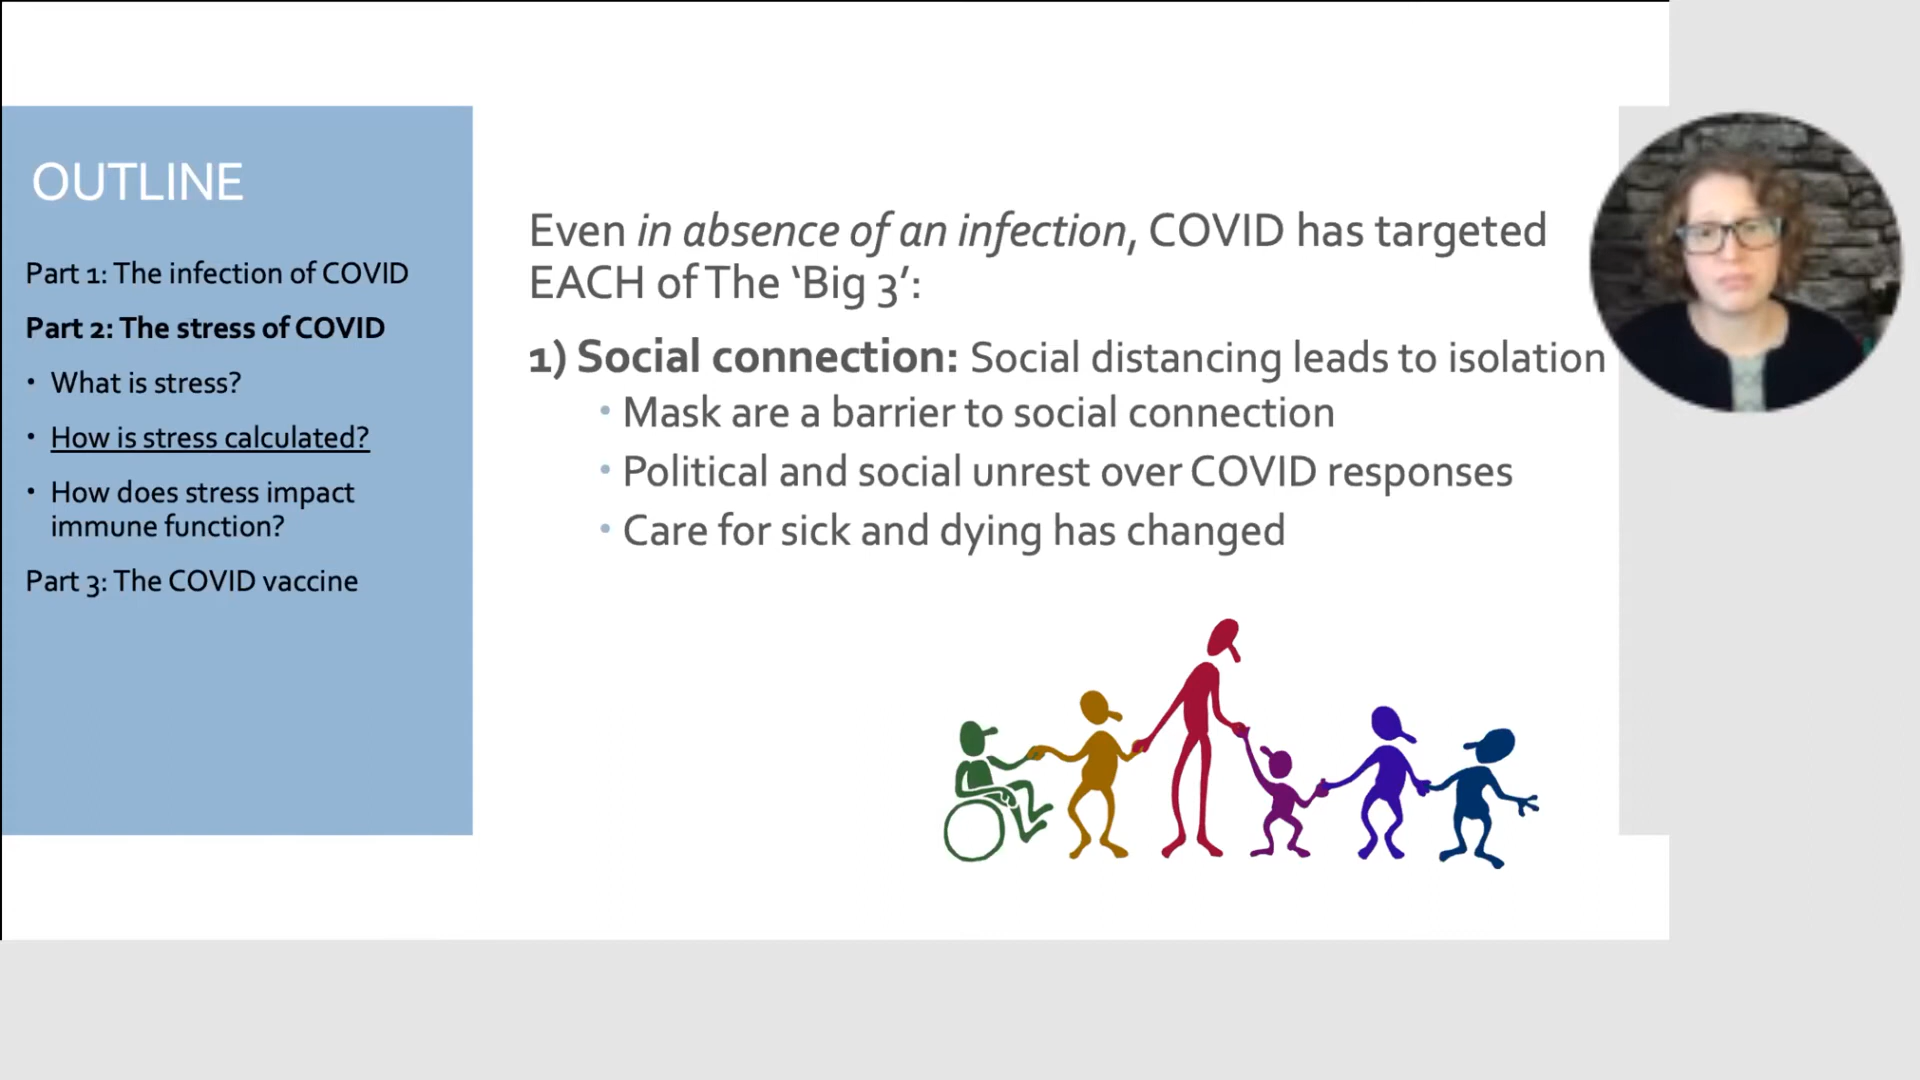 OUTLINE
Part 1: The infection of COVID
Part 2: The stress of COVID
• What is stress?
• How is stress calculated?
• How does stress impact
immune function?
Part 3: The COVID vaccine
Even in absence of an infection, COVID has targeted
EACH of The ‘Big 3’:
1) Social connection: Social distancing leads to isolation
• Mask are a barrier to social connection
• Political and social unrest over COVID responses
• Care for sick and dying has changed